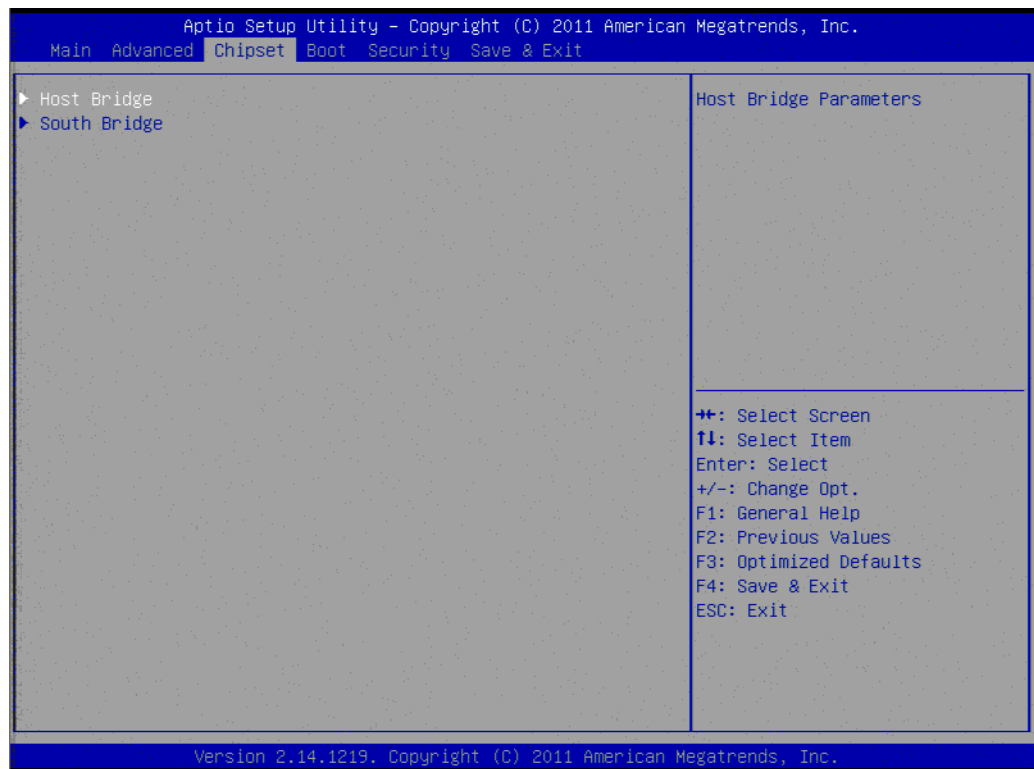 Aptio Setup Utility – Copyright (C) 2011 American Megatrends, Inc.
Main Advanced Chipset Boot Security Save & Exit
Host Bridge
South Bridge
Host Bridge Parameters
→←: Select Screen
↑↓: Select Item
Enter: Select
+/-: Change Opt.
F1: General Help
F2: Previous Values
F3: Optimized Defaults
F4: Save & Exit
ESC: Exit
Version 2.14.1219. Copyright (C) 2011 American Megatrends, Inc.